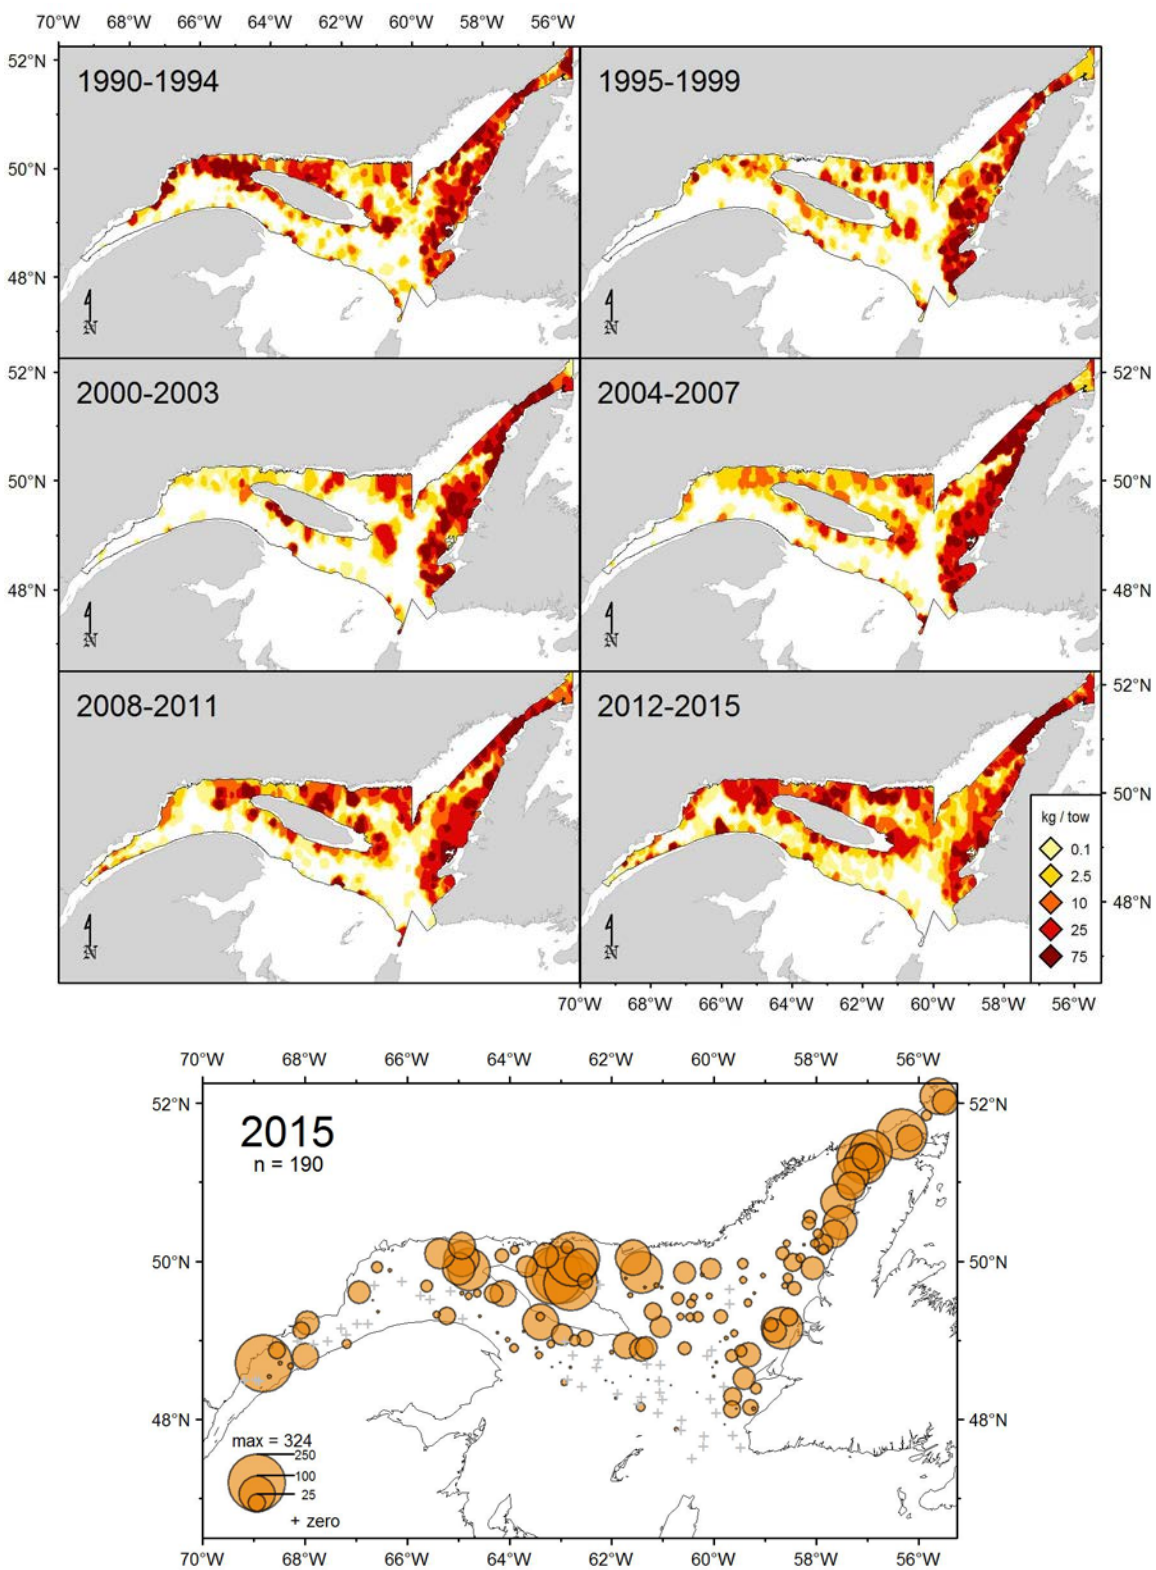 70°W 68°W 66°W 64°W 62°W 60°W 58°W 56°W
52°N
1990-1994
1995-1999
50°N
48°N
N
N
52°N
2000-2003
2004-2007
52°N
50°N
50°N
48°N
48°N
N
N
2008-2011
2012-2015
52°N
50°N
kg / tow
0.1
2.5
10
48°N
25
75
N
N
70°W 68°W 66°W 64°W 62°W 60°W 58°W 56°W
70°W 68°W 66°W 64°W 62°W 60°W 58°W 56°W
52°N
2015
52°N
n = 190
50°N
50°N
48°N
48°N
max = 324
250
100
25
+ zero
70°W 68°W 66°W 64°W 62°W 60°W 58°W 56°W